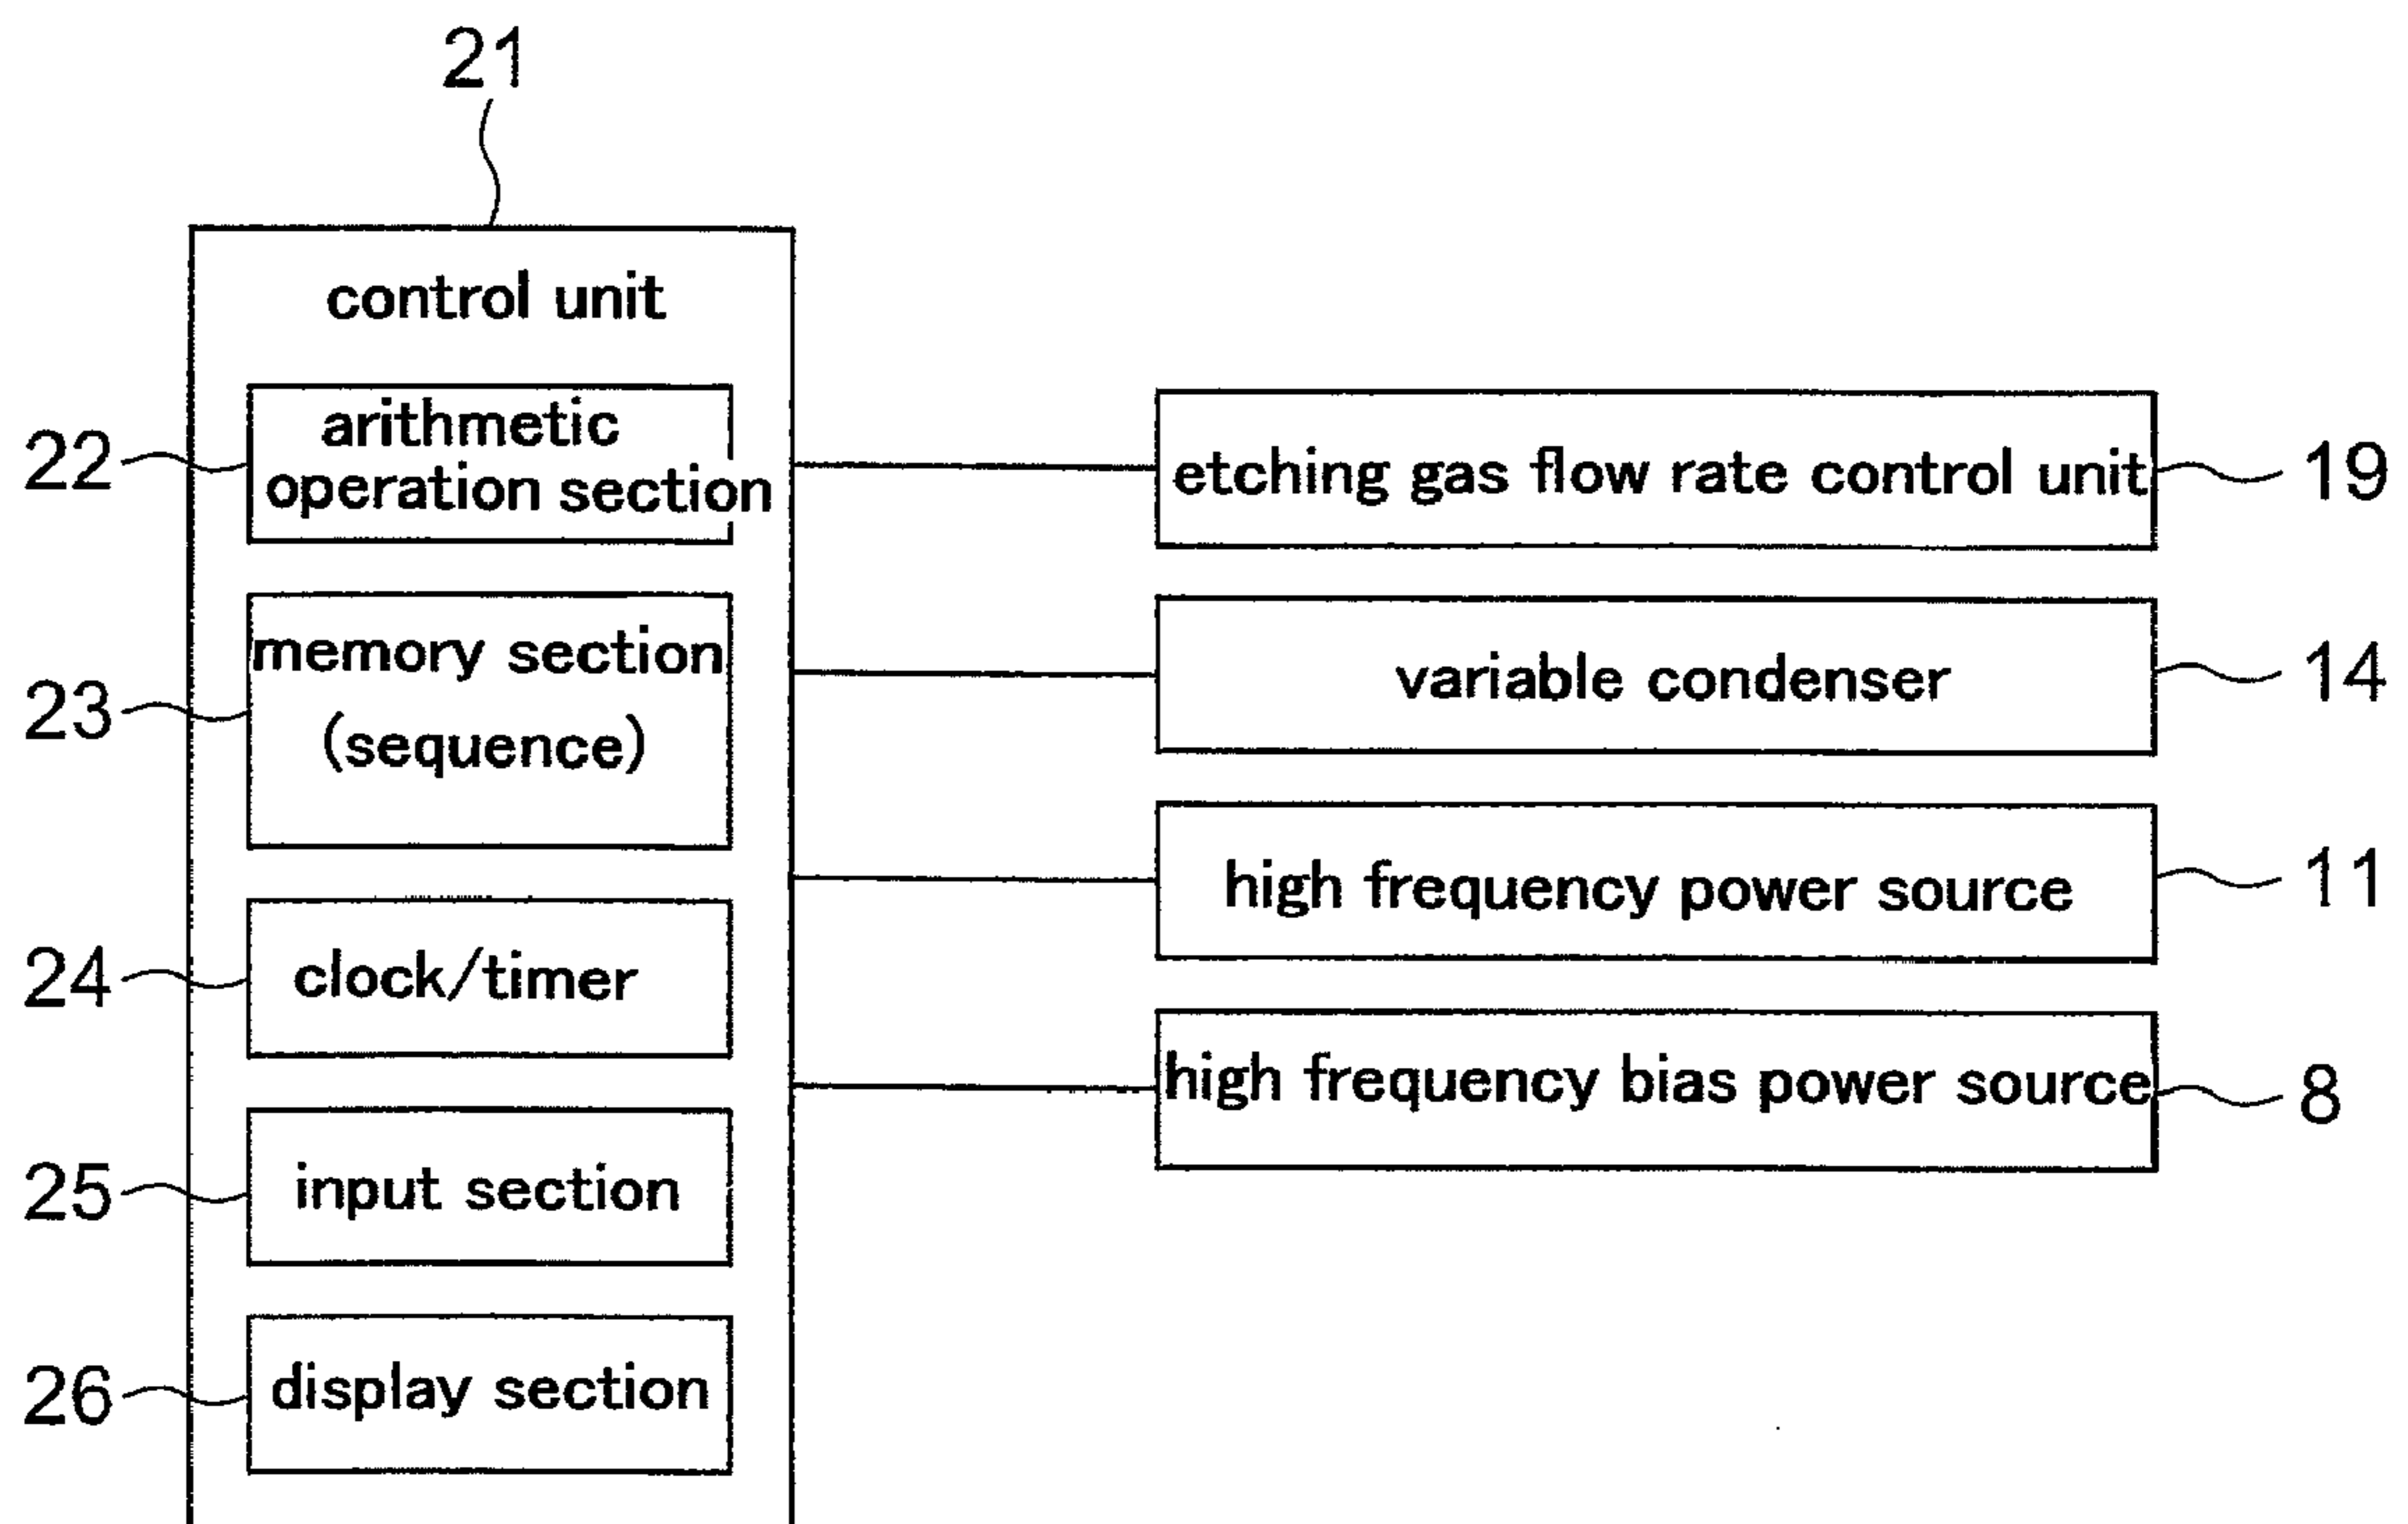 21
control unit
22
arithmetic
operation section
23
memory section
(sequence)
24
clock/timer
25
input section
26
display section
etching gas flow rate control unit
19
variable condenser
14
high frequency power source
11
high frequency bias power source
8